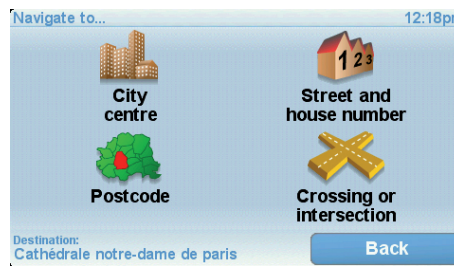 Navigate to...
12:18p
City
centre
1 2 3
Street and
house number
Postcode
Crossing or
intersection
Destination:
Cathédrale notre-dame de paris
Back